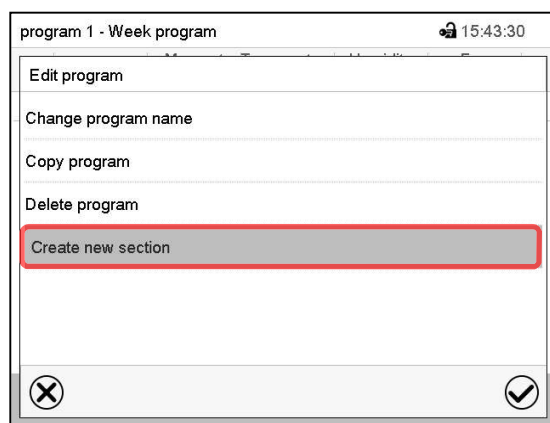 program 1 - Week program 15:43:30
Edit program
Change program name
Copy program
Delete program
Create new section